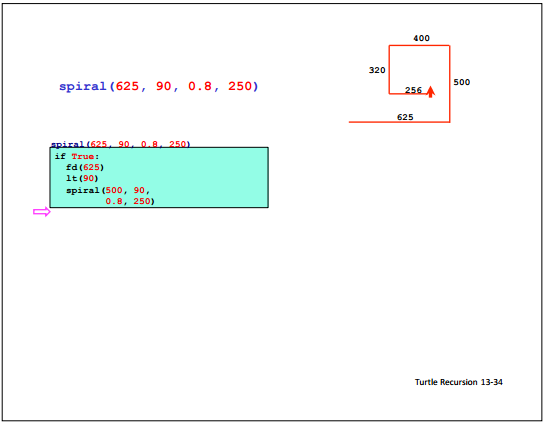 400
320
500
256
625
spiral(625, 90, 0.8, 250)
spiral(625, 90, 0.8, 250)
if True:
fd(625)
lt(90)
spiral(500, 90,
0.8, 250)
Turtle Recursion 13-34